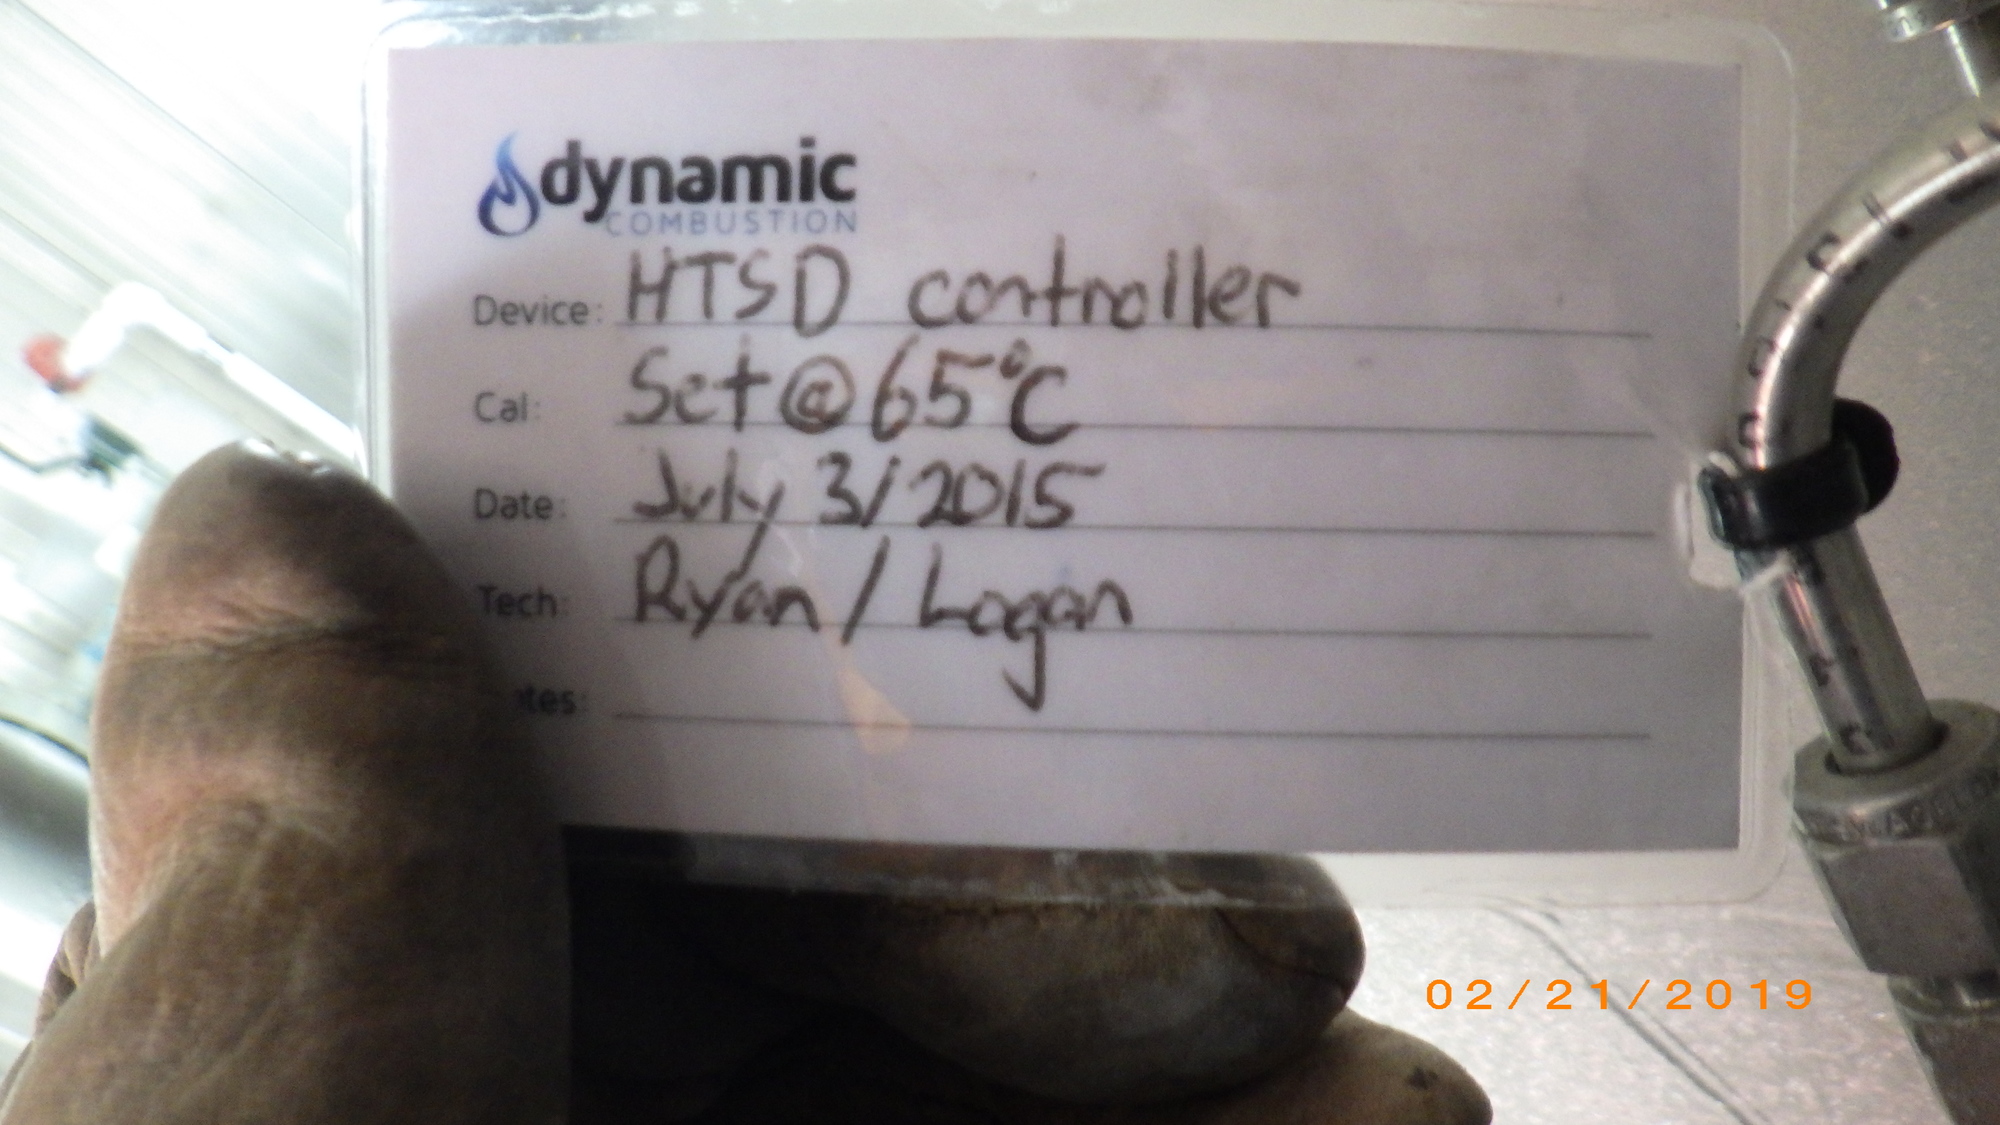 dynamic
COMBUSTION
Device: HTSD controller
Cal: Set @ 65°C
Date: July 3/2015
Tech: Ryan / Logan
02/21/2019